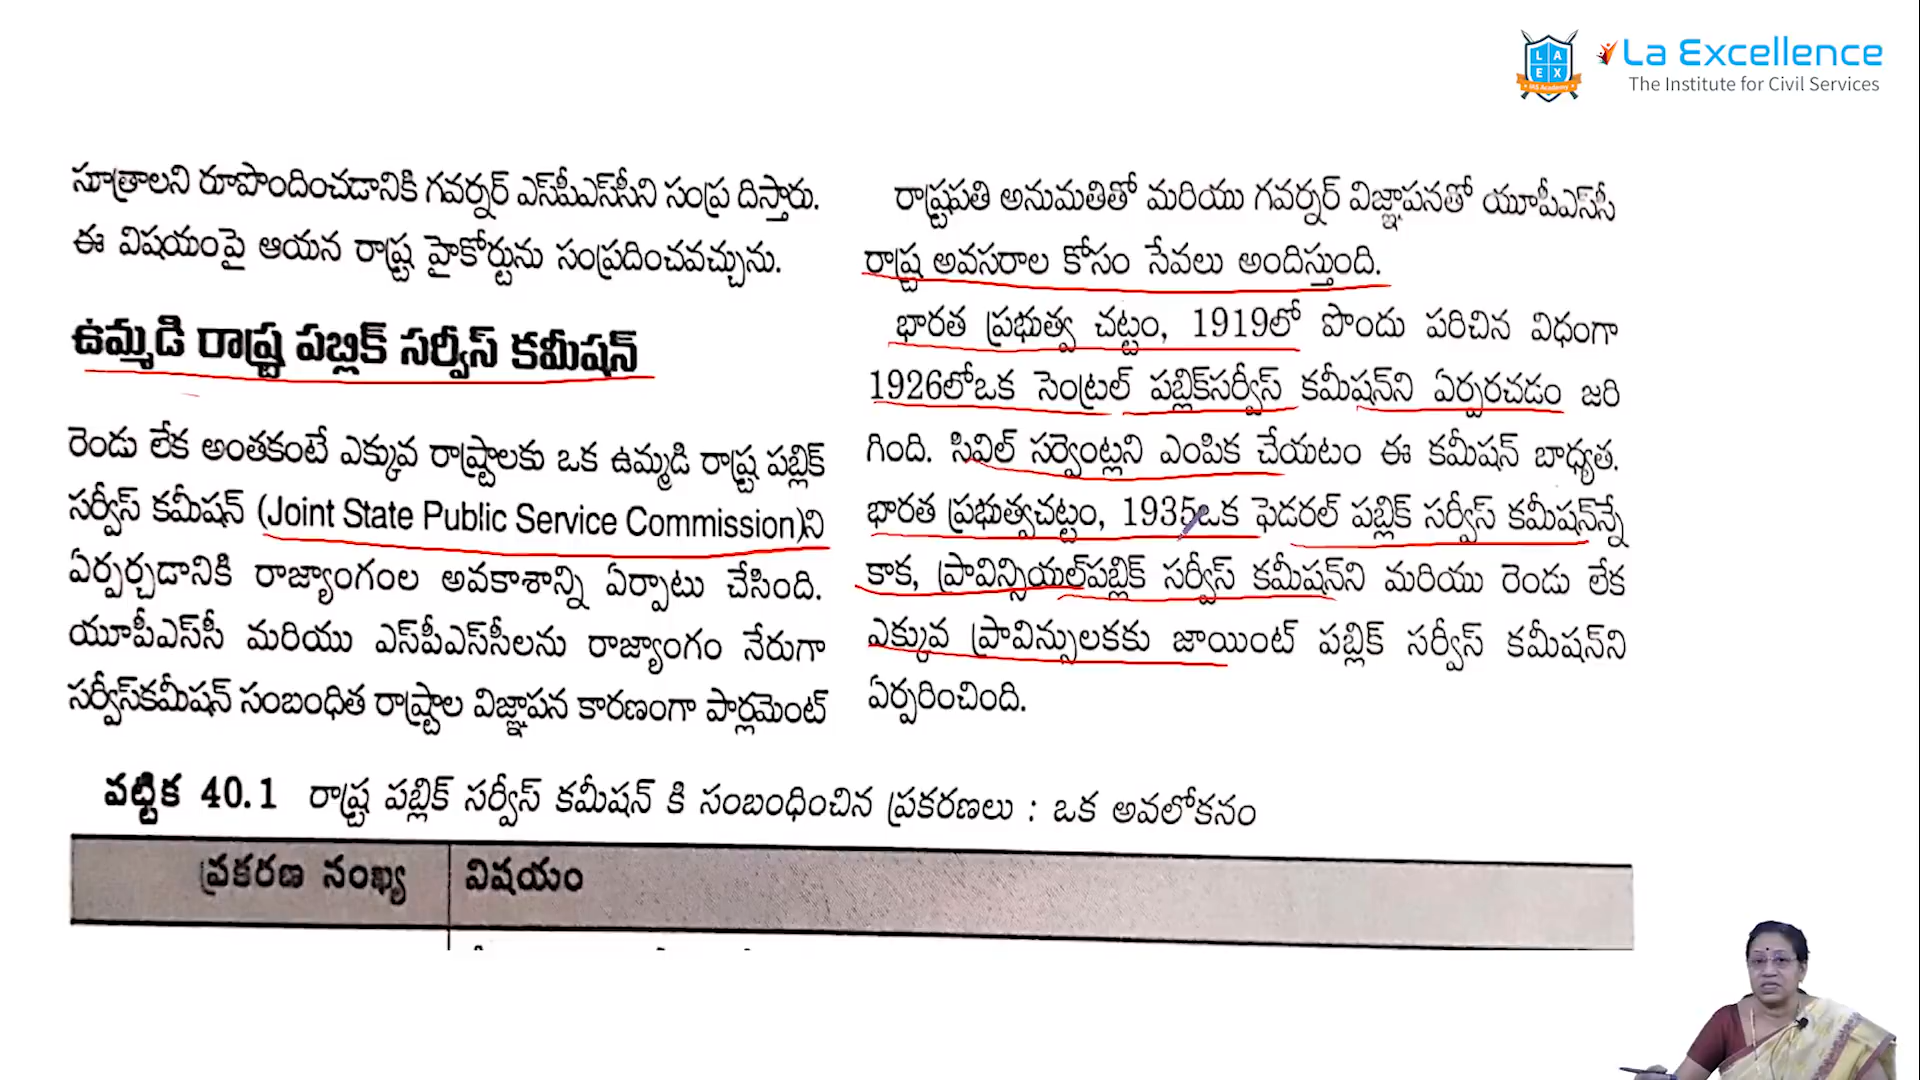 LA
EX
IAS Academy
La Excellence
The Institute for Civil Services
సూత్రాలని రూపొందించడానికి గవర్నర్ ఎస్‌పీఎస్‌సీని సంప్ర దిస్తారు.
ఈ విషయంపై ఆయన రాష్ట్ర హైకోర్టును సంప్రదించవచ్చును.
ఉమ్మడి రాష్ట్ర పబ్లిక్ సర్వీస్ కమీషన్
రెండు లేక అంతకంటే ఎక్కువ రాష్ట్రాలకు ఒక ఉమ్మడి రాష్ట్ర పబ్లిక్
సర్వీస్ కమీషన్ (Joint State Public Service Commission)ని
ఏర్పర్చడానికి రాజ్యాంగంల అవకాశాన్ని ఏర్పాటు చేసింది.
యూపీఎస్‌సీ మరియు ఎస్‌పీఎస్‌సీలను రాజ్యాంగం నేరుగా
సర్వీస్‌కమీషన్ సంబంధిత రాష్ట్రాల విజ్ఞాపన కారణంగా పార్లమెంట్
రాష్ట్రపతి అనుమతితో మరియు గవర్నర్ విజ్ఞాపనతో యూపీఎస్‌సీ
రాష్ట్ర అవసరాల కోసం సేవలు అందిస్తుంది.
భారత ప్రభుత్వ చట్టం, 1919లో పొందు పరిచిన విధంగా
1926లోఒక సెంట్రల్ పబ్లిక్‌సర్వీస్ కమీషన్‌ని ఏర్పరచడం జరి
గింది. సివిల్ సర్వెంట్లని ఎంపిక చేయటం ఈ కమీషన్ బాధ్యత.
భారత ప్రభుత్వచట్టం, 1935ఒక ఫెడరల్ పబ్లిక్ సర్వీస్ కమీషన్‌న్నే
కాక, ప్రావిన్సియల్‌పబ్లిక్ సర్వీస్ కమీషన్‌ని మరియు రెండు లేక
ఎక్కువ ప్రావిన్సులకకు జాయింట్ పబ్లిక్ సర్వీస్ కమీషన్‌ని
ఏర్పరించింది.
వట్టిక 40.1 రాష్ట్ర పబ్లిక్ సర్వీస్ కమీషన్ కి సంబంధించిన ప్రకరణలు : ఒక అవలోకనం
ప్రకరణ నంఖ్య విషయం